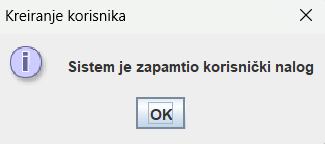 Kreiranje korisnika
Sistem je zapamtio korisnički nalog
OK